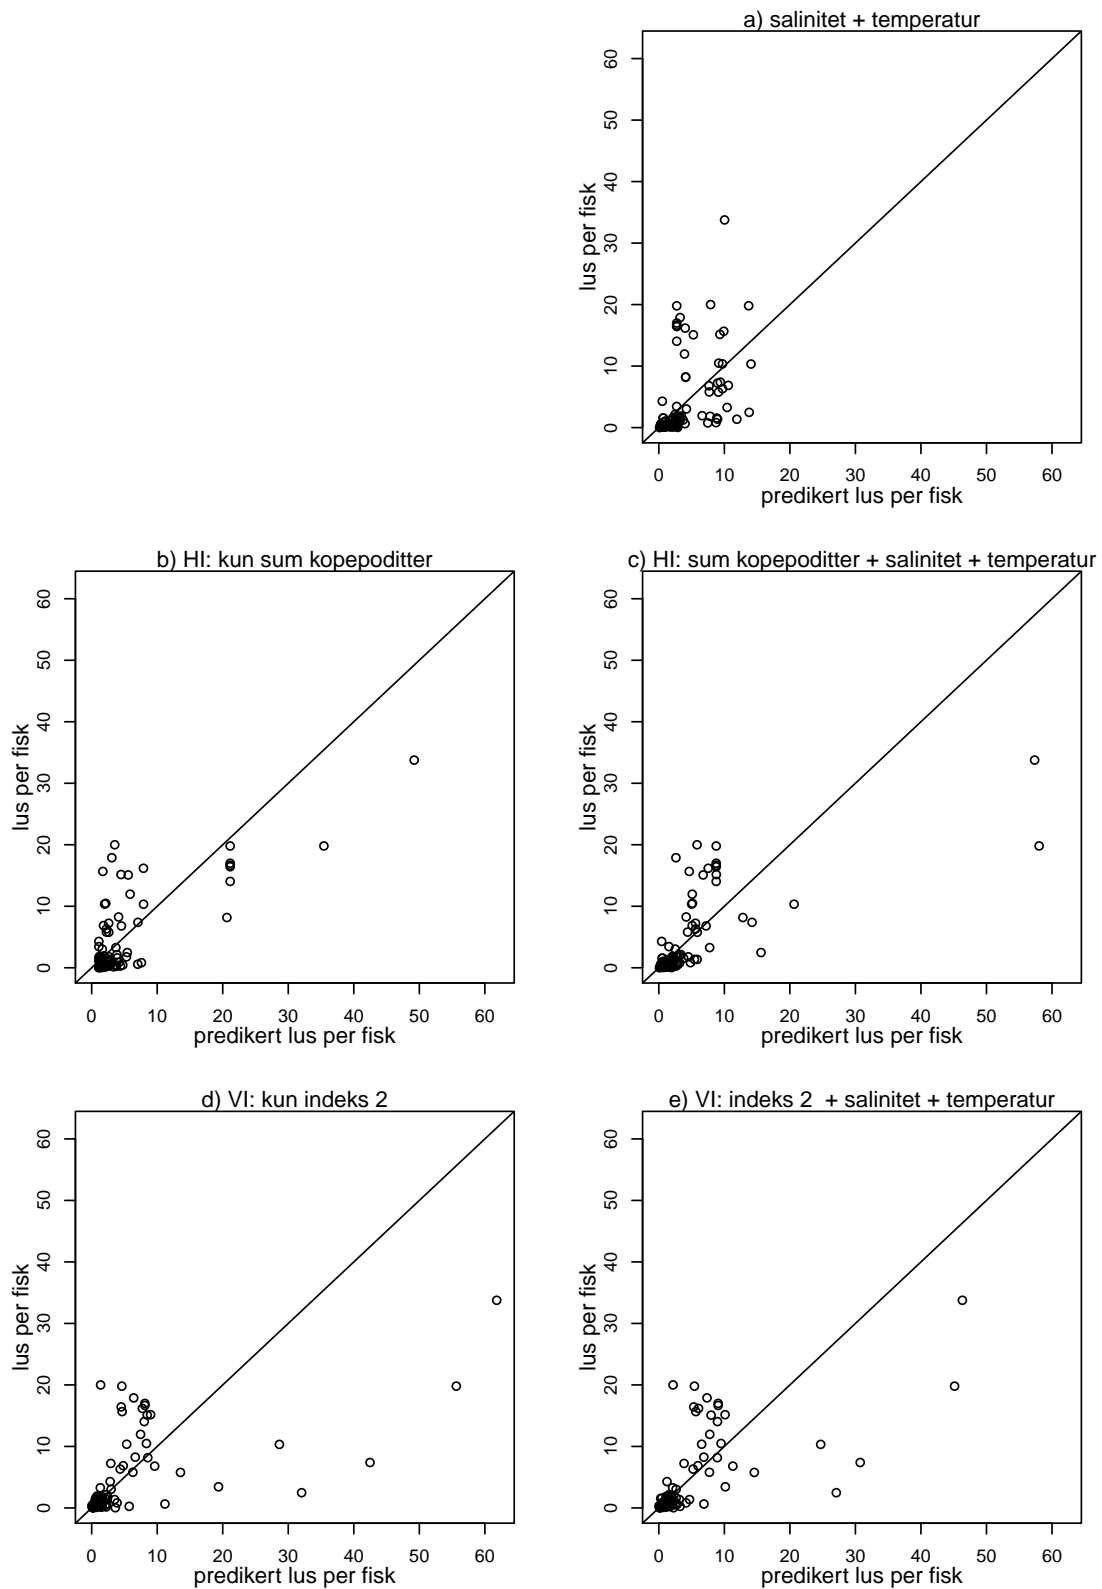 a) salinitet + temperatur
60
50
40
30
20
10
0
lus per fisk
0 10 20 30 40 50 60
predikert lus per fisk
b) HI: kun sum kopepoditter
60
50
40
30
20
10
0
lus per fisk
0 10 20 30 40 50 60
predikert lus per fisk
c) HI: sum kopepoditter + salinitet + temperatur
60
50
40
30
20
10
0
lus per fisk
0 10 20 30 40 50 60
predikert lus per fisk
d) VI: kun indeks 2
60
50
40
30
20
10
0
lus per fisk
0 10 20 30 40 50 60
predikert lus per fisk
e) VI: indeks 2  + salinitet + temperatur
60
50
40
30
20
10
0
lus per fisk
0 10 20 30 40 50 60
predikert lus per fisk